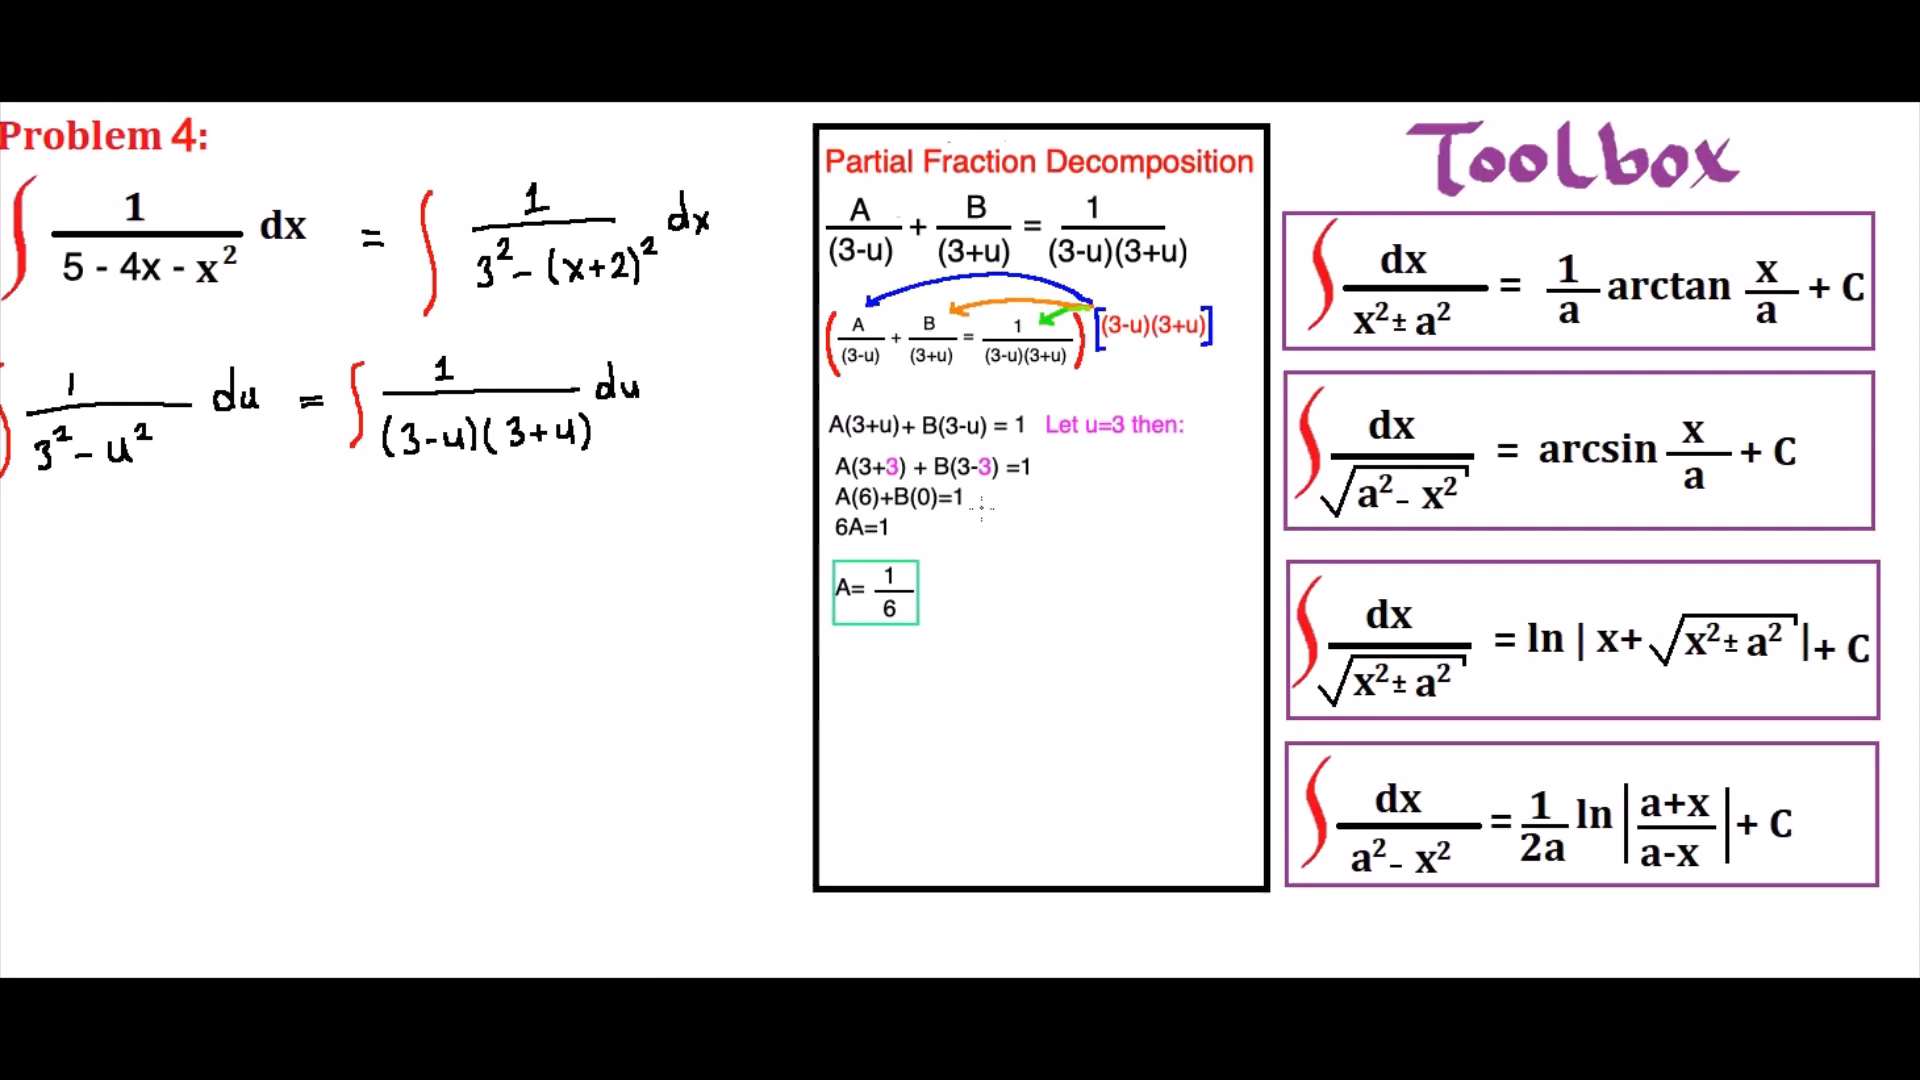 Problem 4:
∫ 1/(5 - 4x - x²) dx = ∫ 1/(3² - (x+2)²) dx
∫ 1/(3² - u²) du = ∫ 1/((3-u)(3+u)) du
Partial Fraction Decomposition
A/(3-u) + B/(3+u) = 1/((3-u)(3+u))
(A/(3-u) + B/(3+u) = 1/((3-u)(3+u))) [(3-u)(3+u)]
A(3+u) + B(3-u) = 1 Let u=3 then:
A(3+3) + B(3-3) =1
A(6)+B(0)=1
6A=1
A= 1/6
Toolbox
∫ dx/(x² ± a²) = 1/a arctan x/a + C
∫ dx/√(a² - x²) = arcsin x/a + C
∫ dx/√(x² ± a²) = ln | x+ √(x² ± a²) | + C
∫ dx/(a² - x²) = 1/2a ln | a+x / a-x | + C